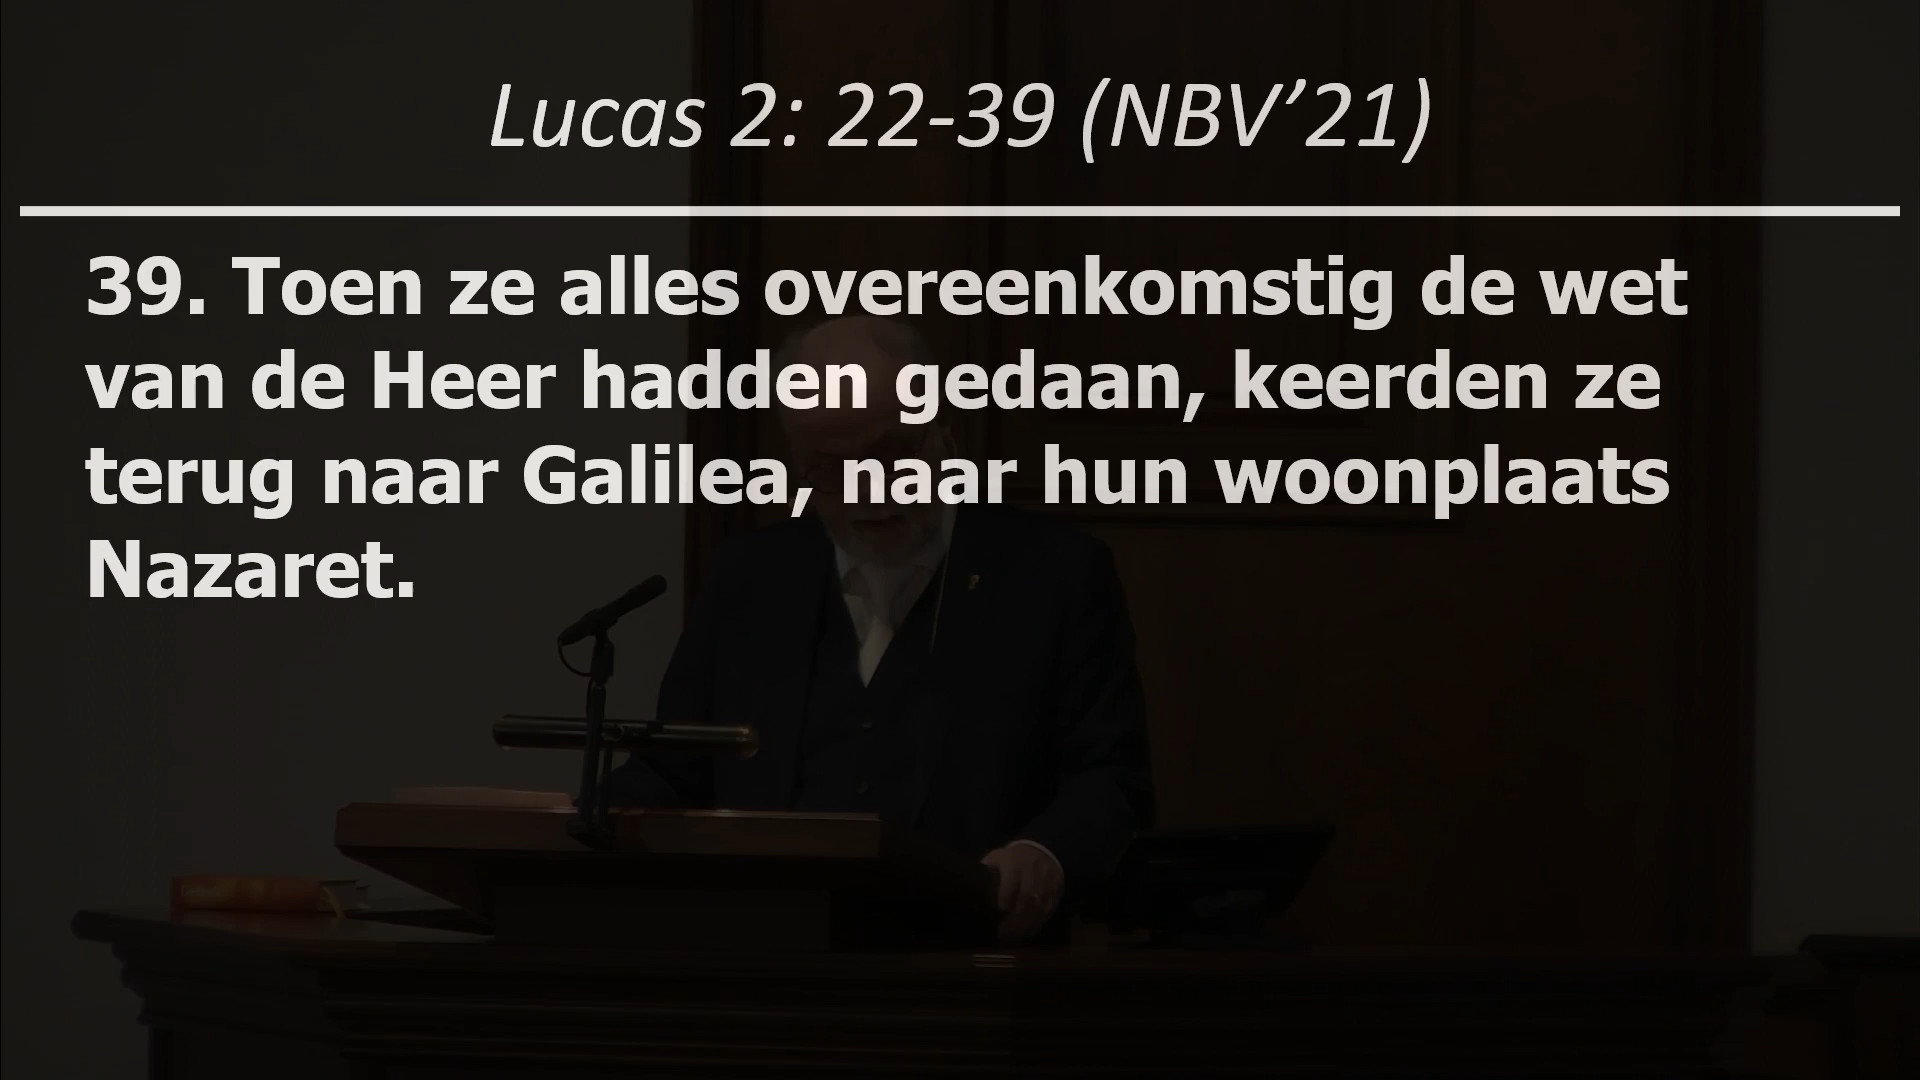 Lucas 2: 22-39 (NBV’21)
39. Toen ze alles overeenkomstig de wet
van de Heer hadden gedaan, keerden ze
terug naar Galilea, naar hun woonplaats
Nazaret.